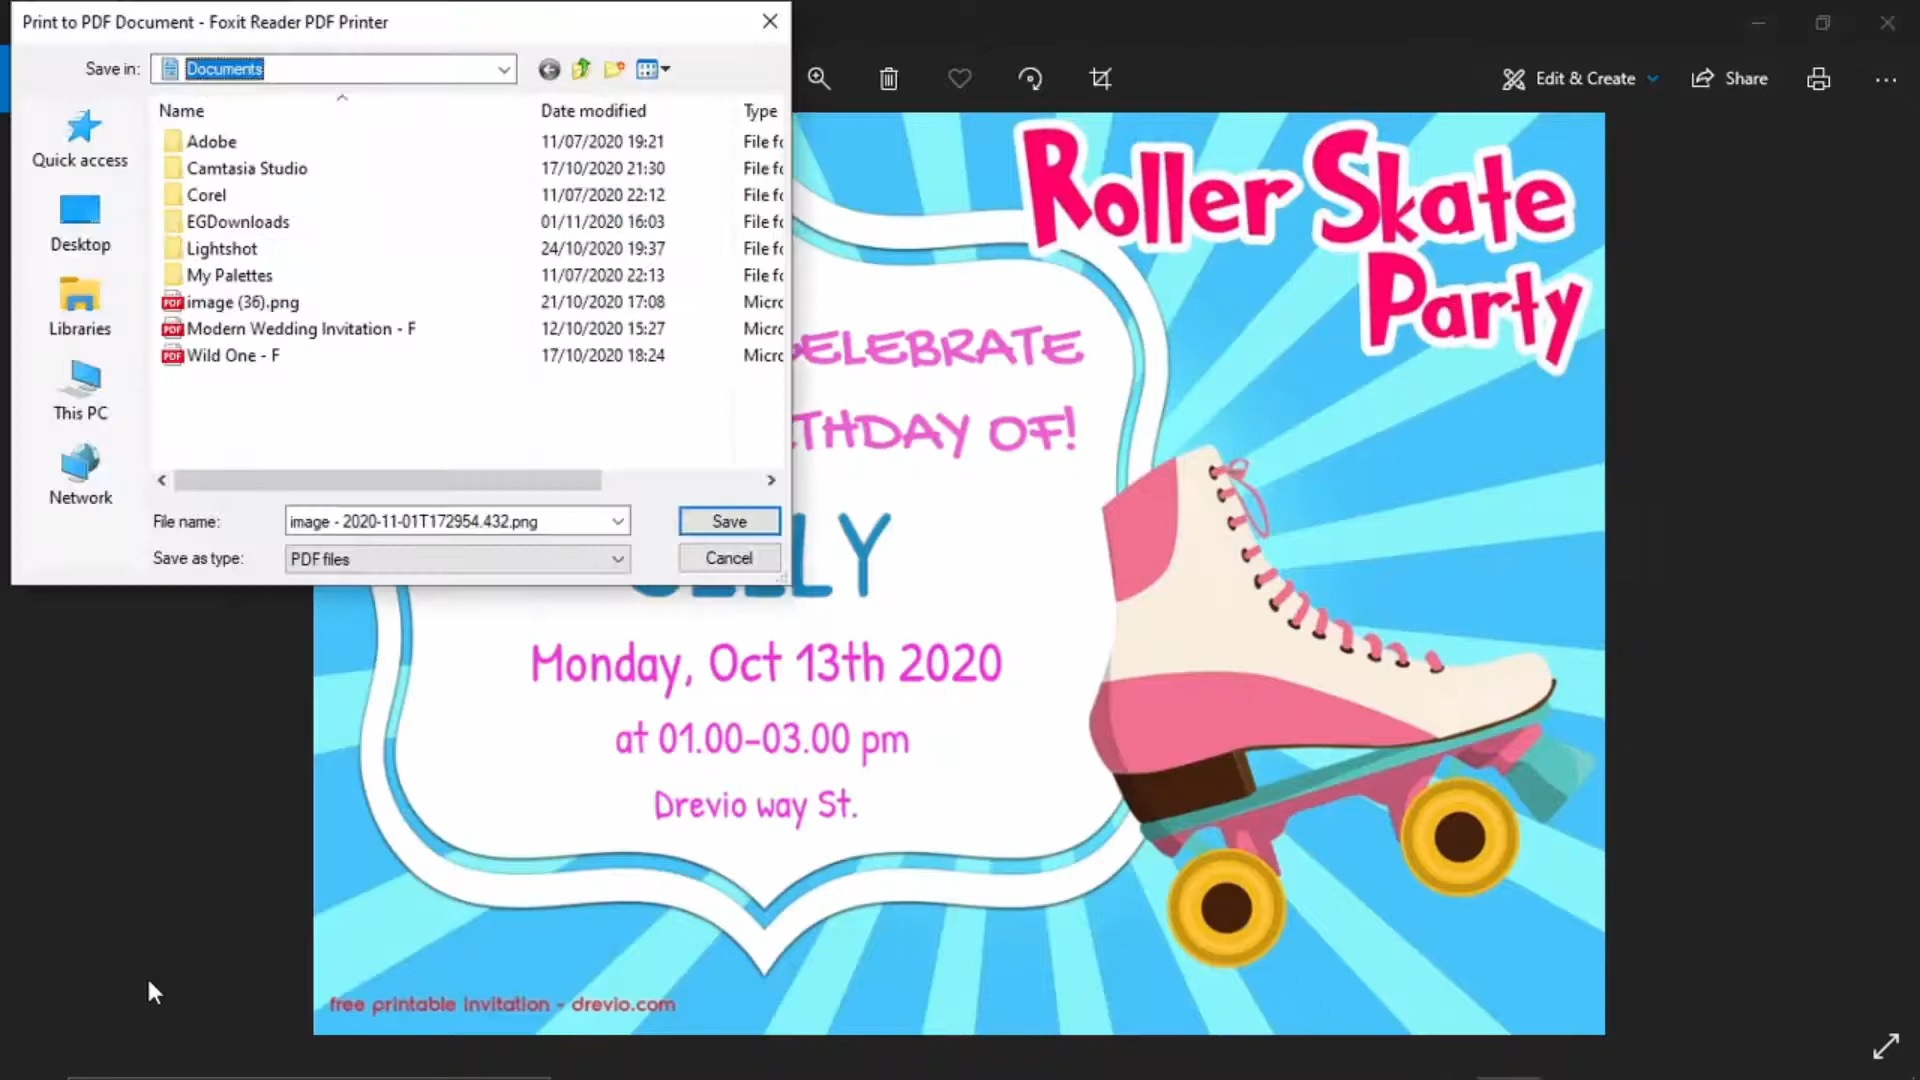 Print to PDF Document - Foxit Reader PDF Printer
Save in:
Documents
Edit & Create
Share
Name
Date modified
Type
Adobe
11/07/2020 19:21
Camtasia Studio
17/10/2020 21:30
Corel
11/07/2020 22:12
EGDownloads
01/11/2020 16:03
Lightshot
24/10/2020 19:37
My Palettes
11/07/2020 22:13
image (36).png
21/10/2020 17:08
Modern Wedding Invitation - F
12/10/2020 15:27
Wild One - F
17/10/2020 18:24
Quick access
Desktop
Libraries
This PC
Network
File name:
image - 2020-11-01T172954.432.png
Save
Save as type:
PDF files
Cancel
Roller Skate
Party
ELEBRATE
THDAY OF!
LY
Monday, Oct 13th 2020
at 01.00-03.00 pm
Drevio way St.
free printable invitation - drevio.com